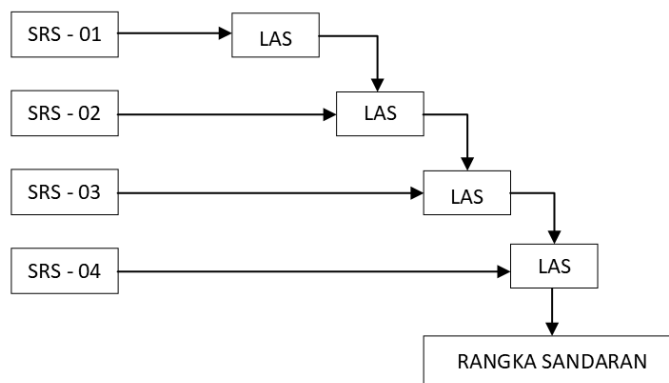 SRS - 01
LAS
SRS - 02
LAS
SRS - 03
LAS
SRS - 04
LAS
RANGKA SANDARAN